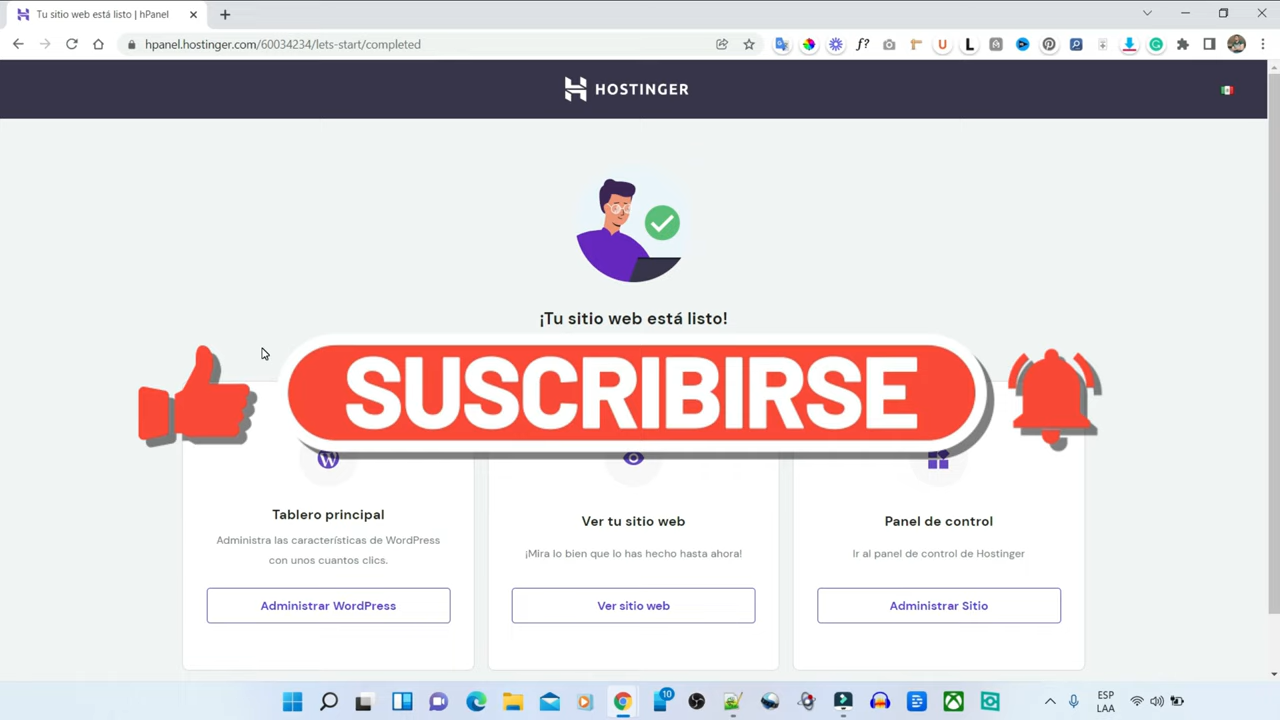 Tu sitio web está listo | hPanel
hpanel.hostinger.com/60034234/lets-start/completed
HOSTINGER
¡Tu sitio web está listo!
SUSCRIBIRSE
Tablero principal
Administra las características de WordPress
con unos cuantos clics.
Administrar WordPress
Ver tu sitio web
¡Mira lo bien que lo has hecho hasta ahora!
Ver sitio web
Panel de control
Ir al panel de control de Hostinger
Administrar Sitio
10
ESP
LAA